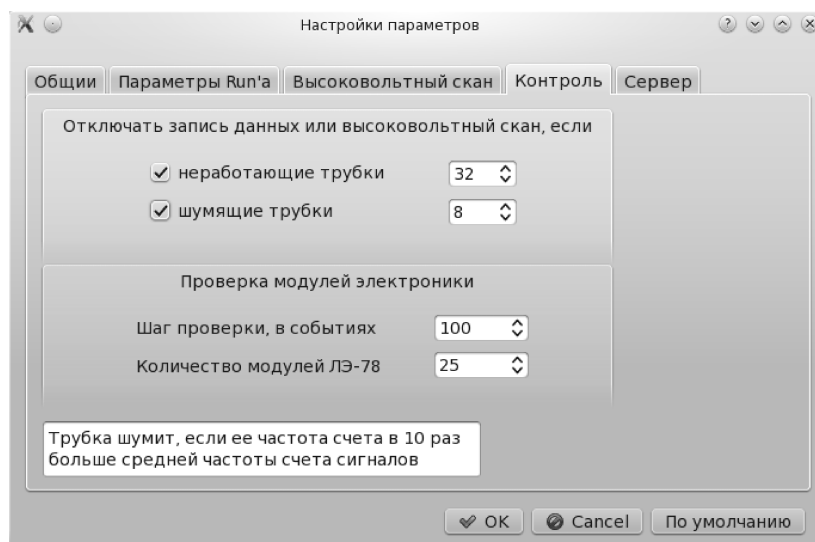 Настройки параметров
Общии Параметры Run'а Высоковольтный скан Контроль Сервер
Отключать запись данных или высоковольтный скан, если
неработающие трубки 32
шумящие трубки 8
Проверка модулей электроники
Шаг проверки, в событиях 100
Количество модулей ЛЭ-78 25
Трубка шумит, если ее частота счета в 10 раз
больше средней частоты счета сигналов
OK Cancel По умолчанию